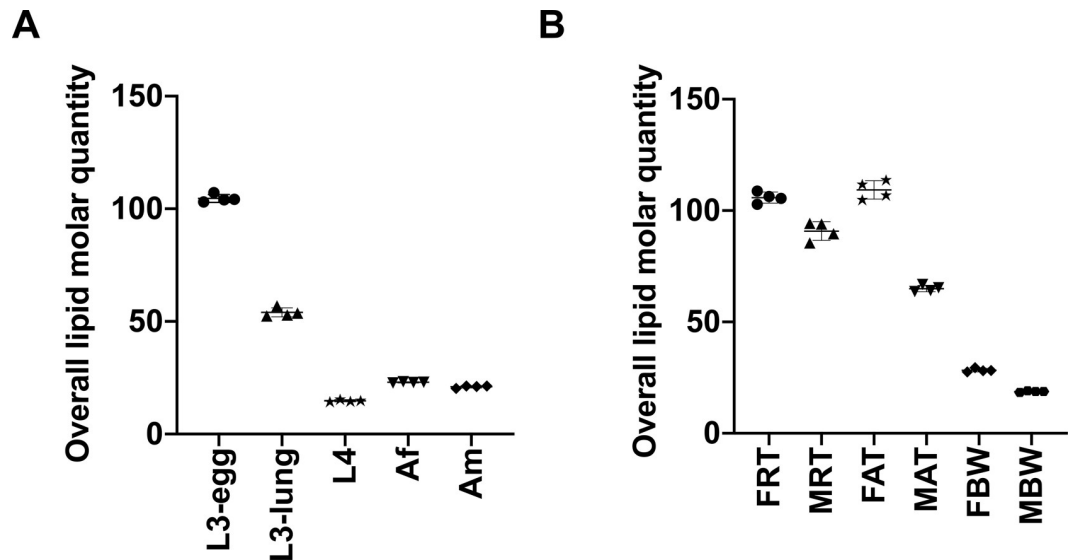 A
Overall lipid molar quantity
150
100
50
0
L3-egg
L3-lung
L4
Af
Am
B
Overall lipid molar quantity
150
100
50
0
FRT
MRT
FAT
MAT
FBW
MBW